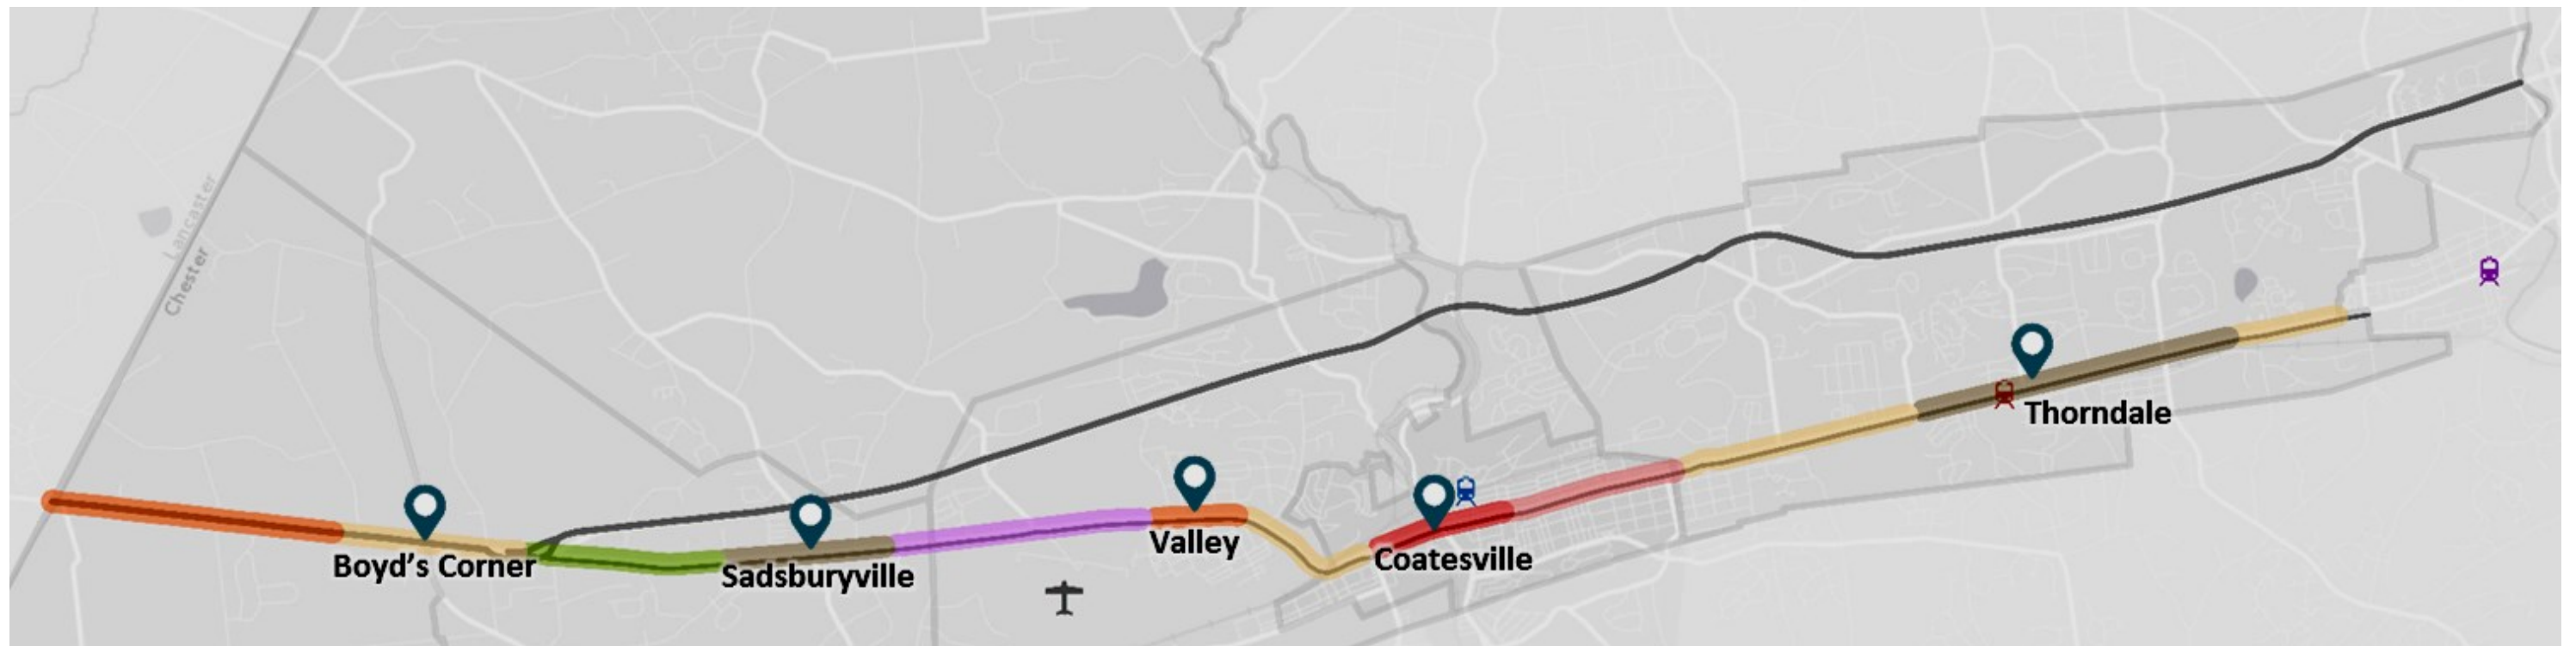 Lancaster
Chester
Boyd's Corner
Sadsburyville
Valley
Coatesville
Thorndale